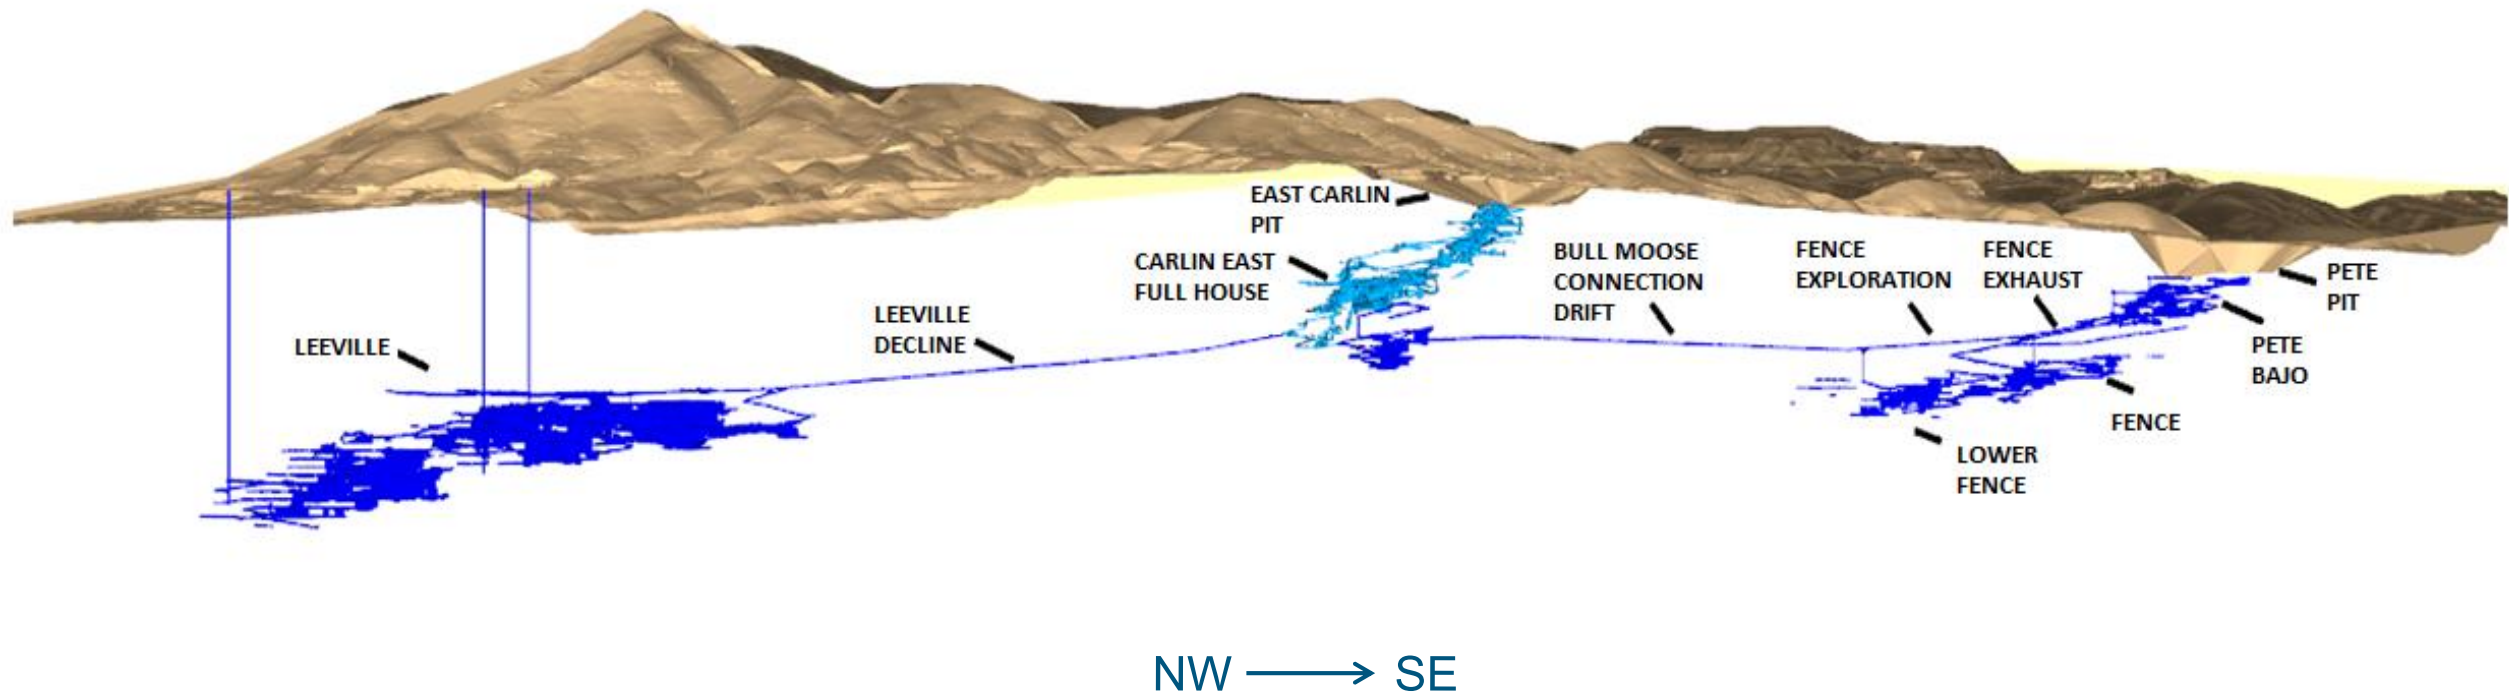 EAST CARLIN
PIT
CARLIN EAST
FULL HOUSE
BULL MOOSE
CONNECTION
DRIFT
FENCE
EXPLORATION
FENCE
EXHAUST
PETE
PIT
LEEVILLE
DECLINE
LEEVILLE
PETE
BAJO
FENCE
LOWER
FENCE
NW → SE